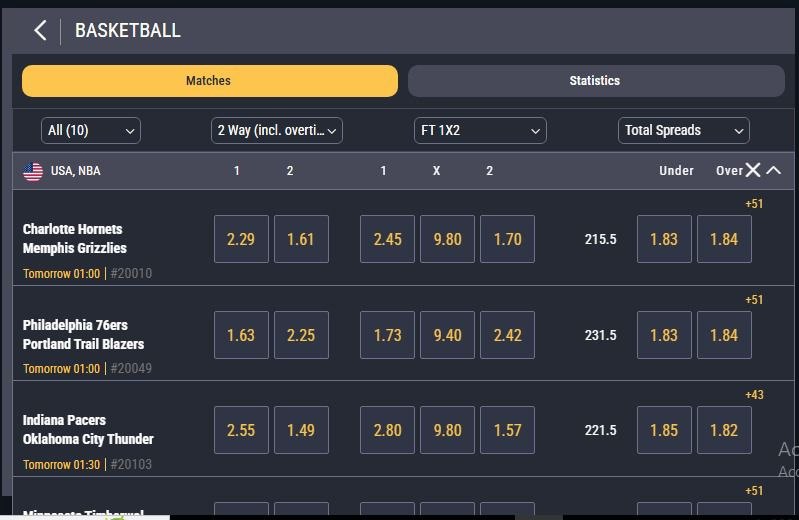 BASKETBALL
Matches Statistics
All (10) 2 Way (incl. overti... FT 1X2 Total Spreads
USA, NBA 1 2 1 X 2 Under Over
+51
Charlotte Hornets
Memphis Grizzlies
2.29 1.61 2.45 9.80 1.70 215.5 1.83 1.84
Tomorrow 01:00 | #20010
+51
Philadelphia 76ers
Portland Trail Blazers
1.63 2.25 1.73 9.40 2.42 231.5 1.83 1.84
Tomorrow 01:00 | #20049
+43
Indiana Pacers
Oklahoma City Thunder
2.55 1.49 2.80 9.80 1.57 221.5 1.85 1.82
Tomorrow 01:30 | #20103
+51